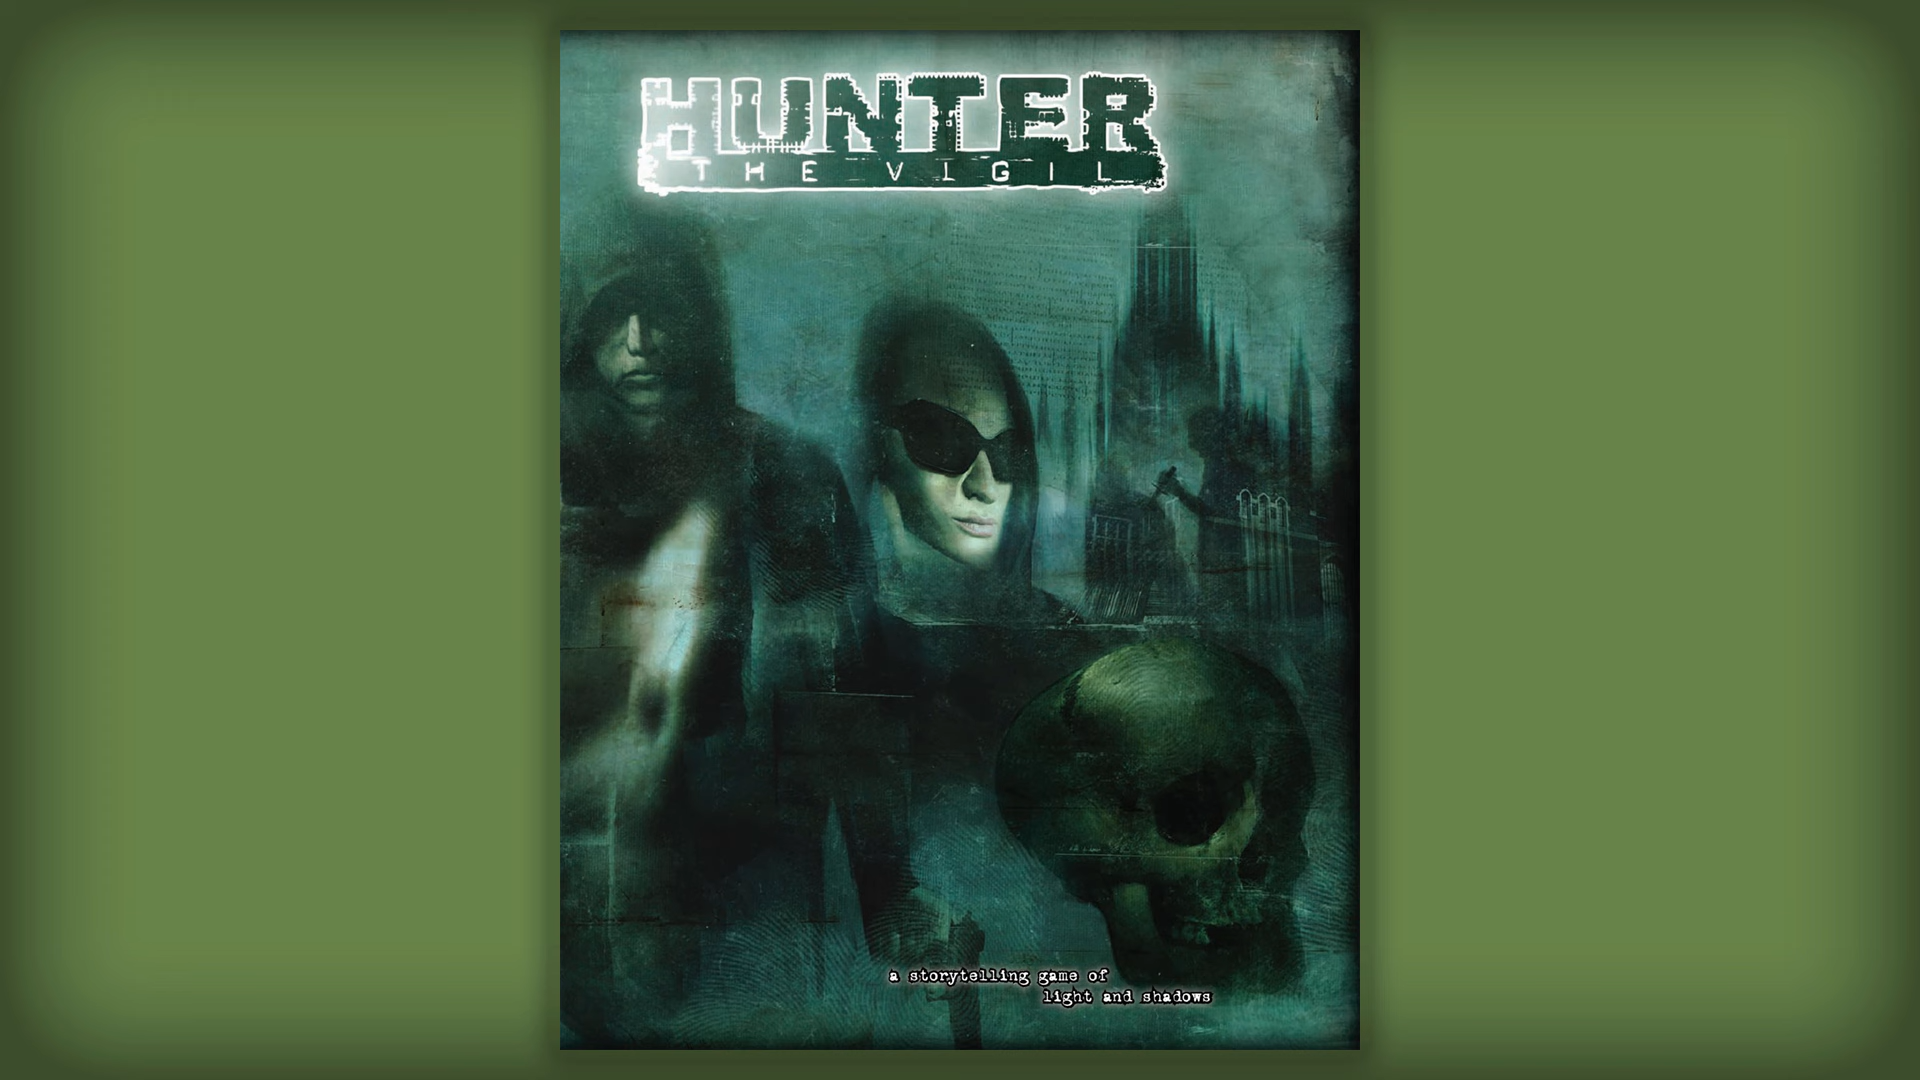 HUNTER
THE VIGIL
a storytelling game of
light and shadows